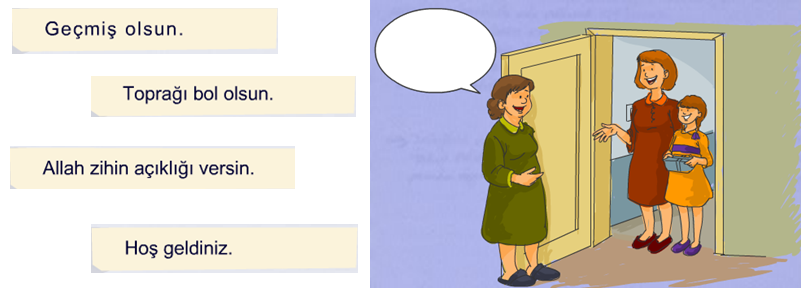 Geçmiş olsun.
Toprağı bol olsun.
Allah zihin açıklığı versin.
Hoş geldiniz.